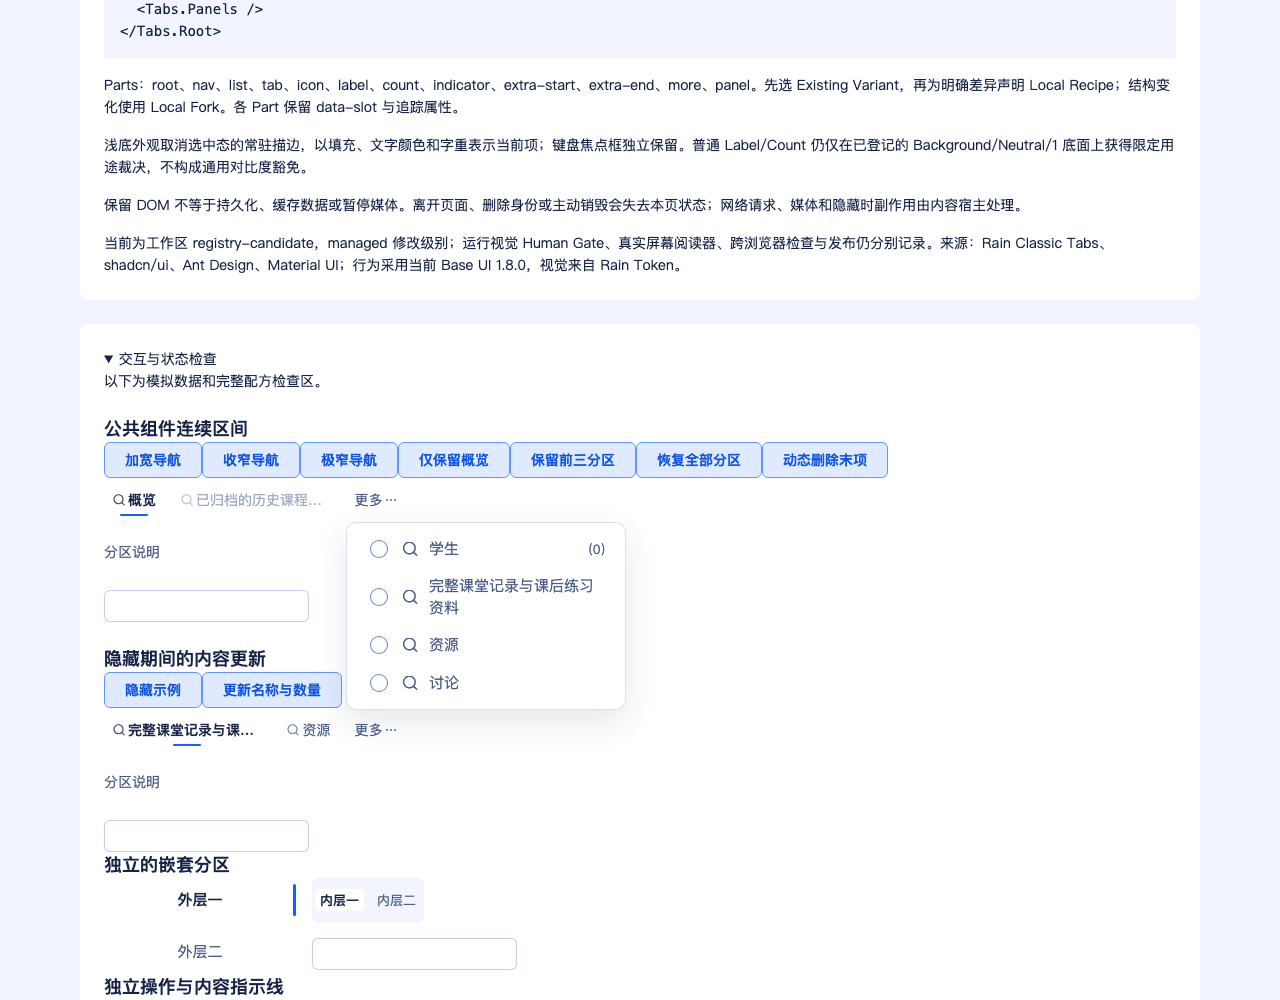 <Tabs.Panels />
</Tabs.Root>
Parts：root、nav、list、tab、icon、label、count、indicator、extra-start、extra-end、more、panel。先选 Existing Variant，再为明确差异声明 Local Recipe；结构变
化使用 Local Fork。各 Part 保留 data-slot 与追踪属性。
浅底外观取消选中态的常驻描边，以填充、文字颜色和字重表示当前项；键盘焦点框独立保留。普通 Label/Count 仍仅在已登记的 Background/Neutral/1 底面上获得限定用
途裁决，不构成通用对比度豁免。
保留 DOM 不等于持久化、缓存数据或暂停媒体。离开页面、删除身份或主动销毁会失去本页状态；网络请求、媒体和隐藏时副作用由内容宿主处理。
当前为工作区 registry-candidate，managed 修改级别；运行视觉 Human Gate、真实屏幕阅读器、跨浏览器检查与发布仍分别记录。来源：Rain Classic Tabs、
shadcn/ui、Ant Design、Material UI；行为采用当前 Base UI 1.8.0，视觉来自 Rain Token。
▼ 交互与状态检查
以下为模拟数据和完整配方检查区。
公共组件连续区间
加宽导航 收窄导航 极窄导航 仅保留概览 保留前三分区 恢复全部分区 动态删除末项
概览 已归档的历史课程... 更多 ···
学生 (0)
分区说明
完整课堂记录与课后练习
资料
资源
讨论
隐藏期间的内容更新
隐藏示例 更新名称与数量
完整课堂记录与课... 资源 更多 ···
分区说明
独立的嵌套分区
外层一 内层一 内层二
外层二
独立操作与内容指示线